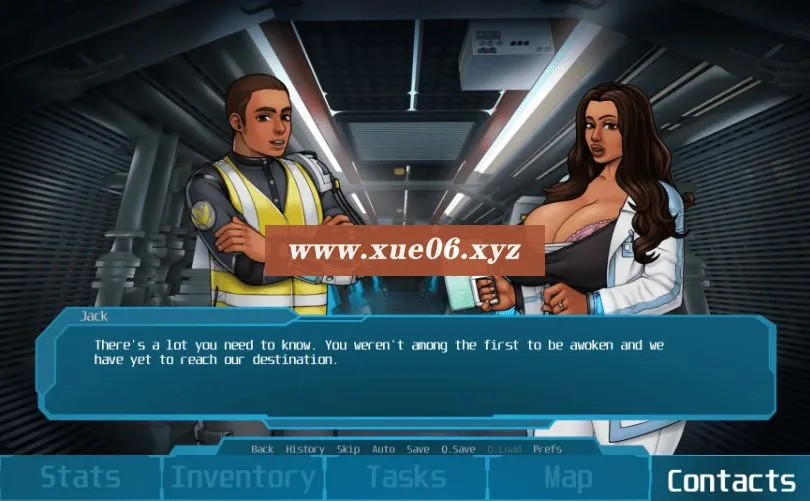 www.xue06.xyz
Jack
There's a lot you need to know. You weren't among the first to be awoken and we
have yet to reach our destination.
Back History Skip Auto Save Q.Save Q.Load Prefs
Stats Inventory Tasks Map Contacts